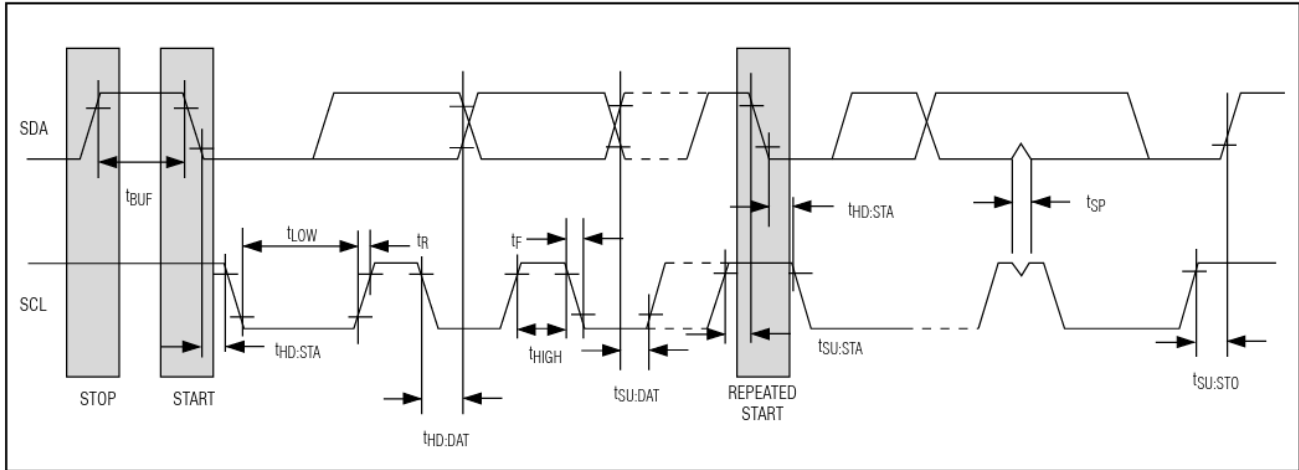 SDA
tBUF
tLOW
tR
tF
tHD:STA
tSP
SCL
tHD:STA
tHIGH
tSU:DAT
tSU:STA
tSU:STO
STOP
START
REPEATED
START
tHD:DAT